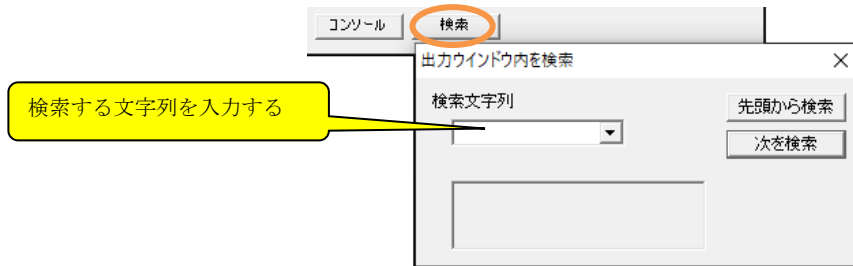 コンソール
検索
出力ウインドウ内を検索
検索する文字列を入力する
検索文字列
先頭から検索
次を検索